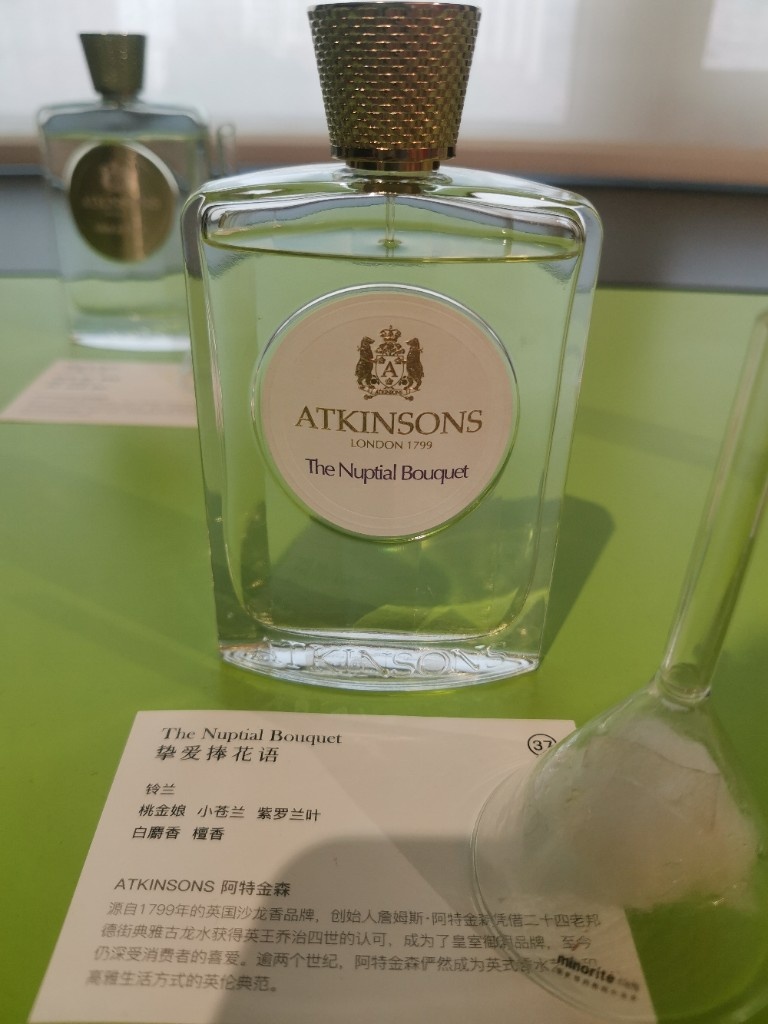 ATKINSONS
A
ATKINSONS
LONDON 1799
The Nuptial Bouquet
ATKINSONS
The Nuptial Bouquet
37
挚爱捧花语
铃兰
桃金娘 小苍兰 紫罗兰叶
白麝香 檀香
ATKINSONS 阿特金森
源自1799年的英国沙龙香品牌，创始人詹姆斯·阿特金森凭借二十四老邦
德街典雅古龙水获得英王乔治四世的认可，成为了皇室御用品牌，至今
仍深受消费者的喜爱。逾两个世纪，阿特金森俨然成为英式香水
高雅生活方式的英伦典范。
minorité